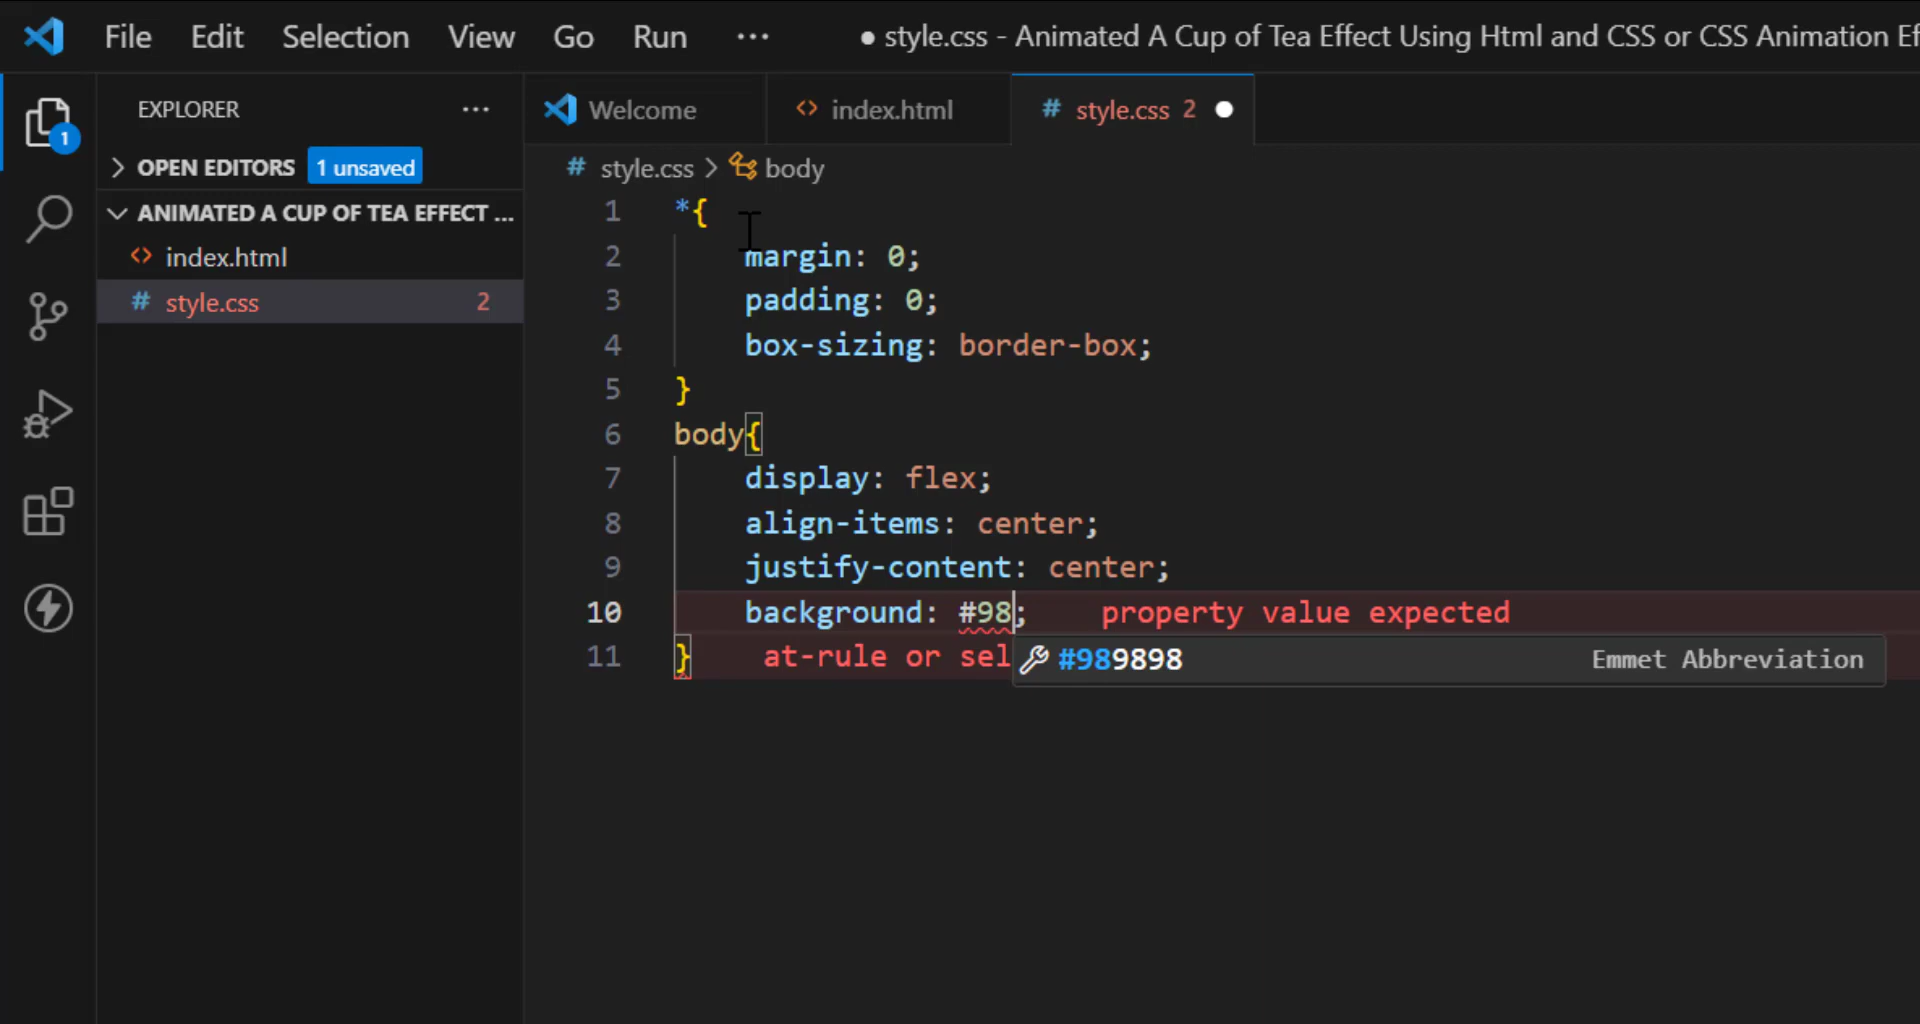 File Edit Selection View Go Run ··· ● style.css - Animated A Cup of Tea Effect Using Html and CSS or CSS Animation Ef
EXPLORER ···
Welcome
index.html
style.css 2
1
OPEN EDITORS 1 unsaved
style.css > body
ANIMATED A CUP OF TEA EFFECT ...
index.html
style.css 2
1 *{
2 margin: 0;
3 padding: 0;
4 box-sizing: border-box;
5 }
6 body{
7 display: flex;
8 align-items: center;
9 justify-content: center;
10 background: #98; property value expected
11 } at-rule or sel
#989898 Emmet Abbreviation